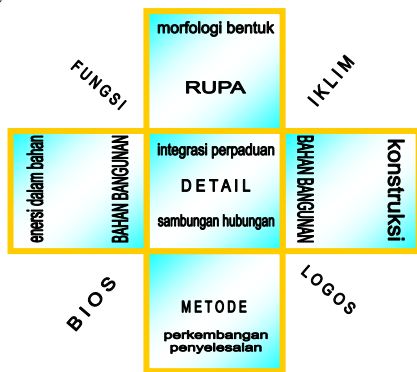 morfologi bentuk
RUPA
FUNGSI
IKLIM
enersi dalam bahan
BAHAN BANGUNAN
integrasi perpaduan
DETAIL
sambungan hubungan
BAHAN BANGUNAN
konstruksi
BIOS
LOGOS
METODE
perkembangan
penyelesaian